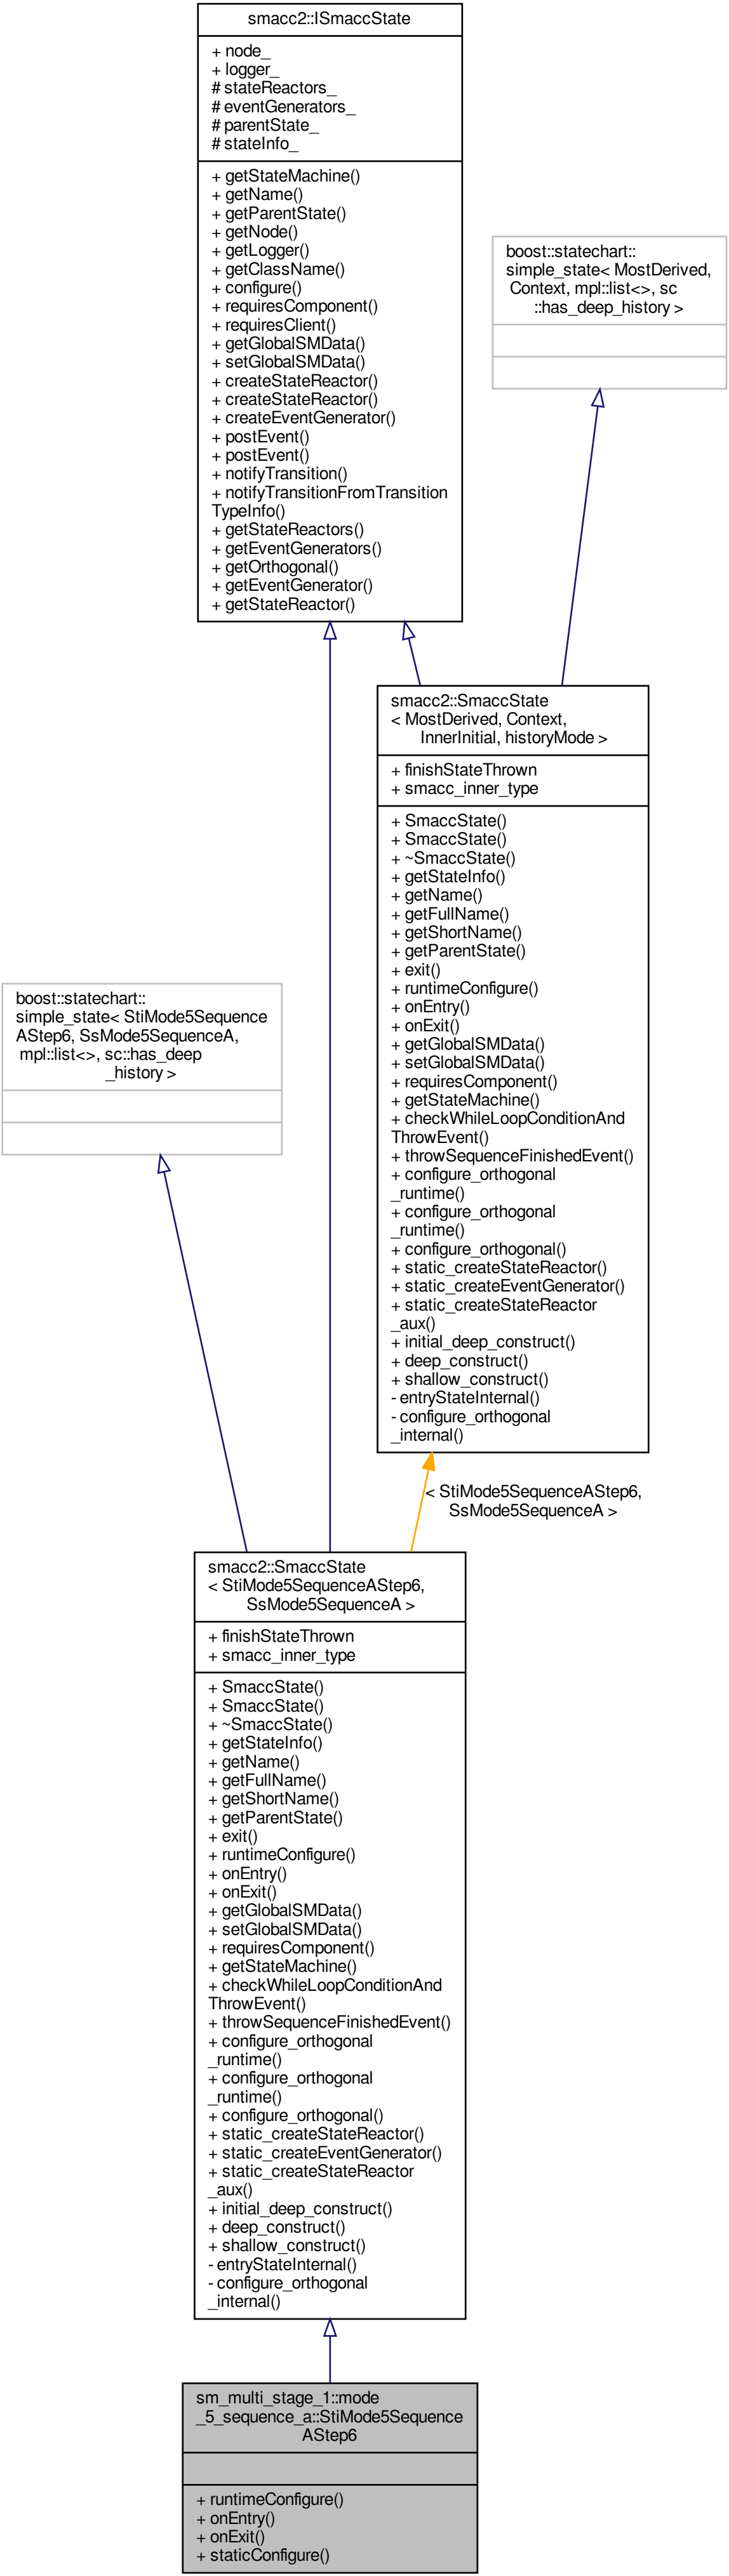 smacc2::ISmaccState
+ node_
+ logger_
# stateReactors_
# eventGenerators_
# parentState_
# stateInfo_
+ getStateMachine()
+ getName()
+ getParentState()
+ getNode()
+ getLogger()
+ getClassName()
+ configure()
+ requiresComponent()
+ requiresClient()
+ getGlobalSMData()
+ setGlobalSMData()
+ createStateReactor()
+ createStateReactor()
+ createEventGenerator()
+ postEvent()
+ postEvent()
+ notifyTransition()
+ notifyTransitionFromTransition
TypeInfo()
+ getStateReactors()
+ getEventGenerators()
+ getOrthogonal()
+ getEventGenerator()
+ getStateReactor()
boost::statechart::
simple_state< MostDerived,
Context, mpl::list<>, sc
::has_deep_history >
smacc2::SmaccState
< MostDerived, Context,
InnerInitial, historyMode >
+ finishStateThrown
+ smacc_inner_type
+ SmaccState()
+ SmaccState()
+ ~SmaccState()
+ getStateInfo()
+ getName()
+ getFullName()
+ getShortName()
+ getParentState()
+ exit()
+ runtimeConfigure()
+ onEntry()
+ onExit()
+ getGlobalSMData()
+ setGlobalSMData()
+ requiresComponent()
+ getStateMachine()
+ checkWhileLoopConditionAnd
ThrowEvent()
+ throwSequenceFinishedEvent()
+ configure_orthogonal
_runtime()
+ configure_orthogonal
_runtime()
+ configure_orthogonal()
+ static_createStateReactor()
+ static_createEventGenerator()
+ static_createStateReactor
_aux()
+ initial_deep_construct()
+ deep_construct()
+ shallow_construct()
- entryStateInternal()
- configure_orthogonal
_internal()
boost::statechart::
simple_state< StiMode5Sequence
AStep6, SsMode5SequenceA,
mpl::list<>, sc::has_deep
_history >
< StiMode5SequenceAStep6,
SsMode5SequenceA >
smacc2::SmaccState
< StiMode5SequenceAStep6,
SsMode5SequenceA >
+ finishStateThrown
+ smacc_inner_type
+ SmaccState()
+ SmaccState()
+ ~SmaccState()
+ getStateInfo()
+ getName()
+ getFullName()
+ getShortName()
+ getParentState()
+ exit()
+ runtimeConfigure()
+ onEntry()
+ onExit()
+ getGlobalSMData()
+ setGlobalSMData()
+ requiresComponent()
+ getStateMachine()
+ checkWhileLoopConditionAnd
ThrowEvent()
+ throwSequenceFinishedEvent()
+ configure_orthogonal
_runtime()
+ configure_orthogonal
_runtime()
+ configure_orthogonal()
+ static_createStateReactor()
+ static_createEventGenerator()
+ static_createStateReactor
_aux()
+ initial_deep_construct()
+ deep_construct()
+ shallow_construct()
- entryStateInternal()
- configure_orthogonal
_internal()
sm_multi_stage_1::mode
_5_sequence_a::StiMode5Sequence
AStep6
+ runtimeConfigure()
+ onEntry()
+ onExit()
+ staticConfigure()